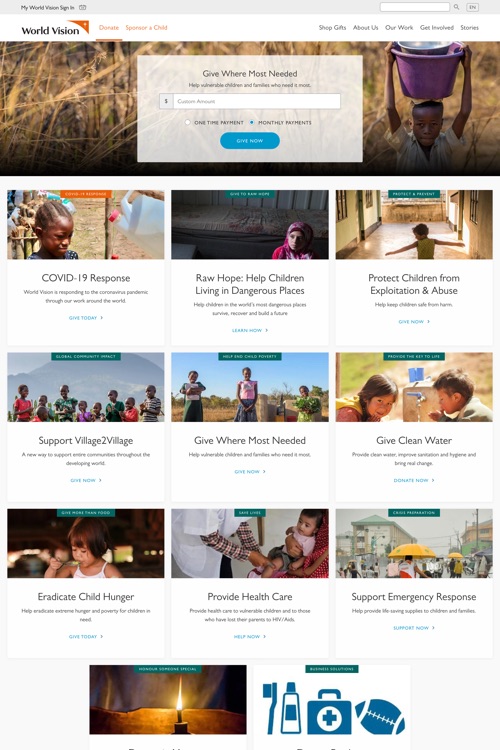 My World Vision Sign In
EN
World Vision
Donate
Sponsor a Child
Shop Gifts
About Us
Our Work
Get Involved
Stories
Give Where Most Needed
Help vulnerable children and families who need it most.
$
Custom Amount
ONE TIME PAYMENT
MONTHLY PAYMENTS
GIVE NOW
COVID-19 RESPONSE
GIVE TO RAW HOPE
PROTECT & PREVENT
COVID-19 Response
World Vision is responding to the coronavirus pandemic
through our work around the world.
GIVE TODAY
Raw Hope: Help Children
Living in Dangerous Places
Help children in the world's most dangerous places
survive, recover and build a future
LEARN HOW
Protect Children from
Exploitation & Abuse
Help keep children safe from harm.
GIVE NOW
GLOBAL COMMUNITY IMPACT
HELP END CHILD POVERTY
PROVIDE THE KEY TO LIFE
Support Village2Village
A new way to support entire communities throughout the
developing world.
GIVE NOW
Give Where Most Needed
Help vulnerable children and families who need it most.
GIVE NOW
Give Clean Water
Provide clean water, improve sanitation and hygiene and
bring real change.
DONATE NOW
GIVE MORE THAN FOOD
SAVE LIVES
CRISIS PREPARATION
Eradicate Child Hunger
Help eradicate extreme hunger and poverty for children in
need.
GIVE TODAY
Provide Health Care
Provide health care to vulnerable children and to those
who have lost their parents to HIV/Aids.
HELP NOW
Support Emergency Response
Help provide life-saving supplies to children and families.
SUPPORT NOW
HONOUR SOMEONE SPECIAL
BUSINESS SOLUTIONS